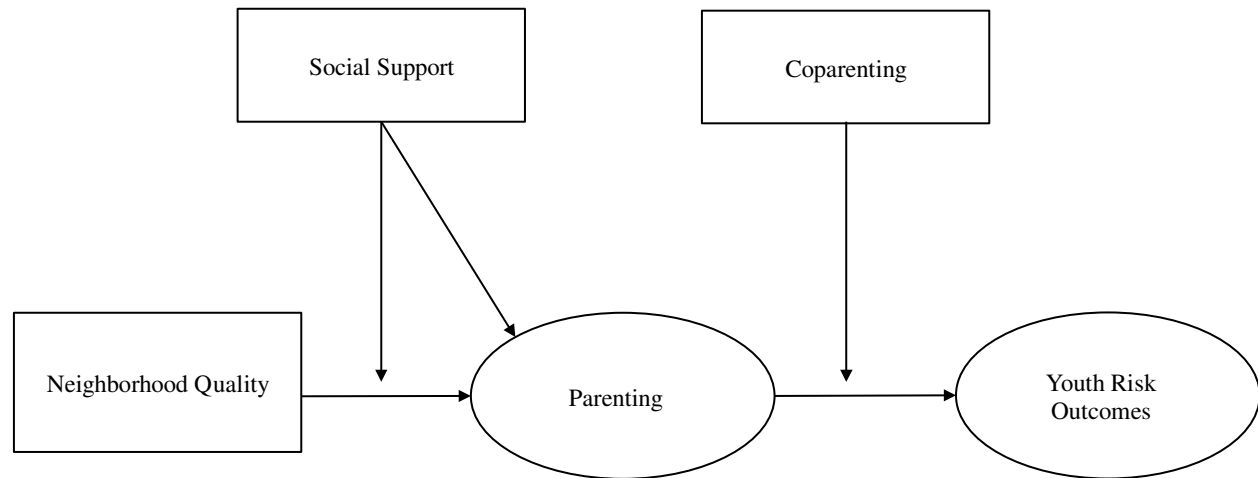 Social Support
Coparenting
Neighborhood Quality
Parenting
Youth Risk
Outcomes